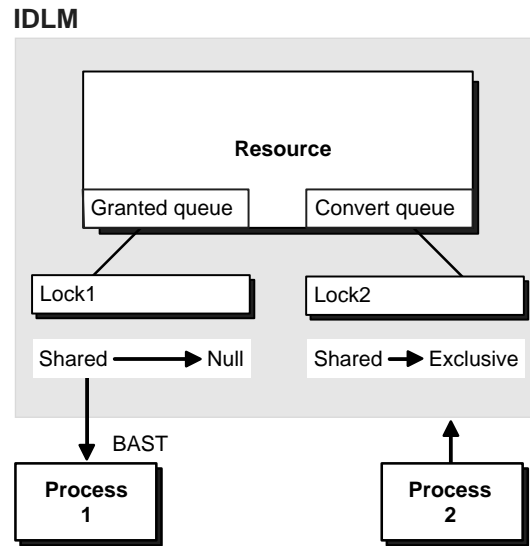 IDLM
Resource
Granted queue
Convert queue
Lock1
Lock2
Shared Null
Shared Exclusive
BAST
Process
1
Process
2